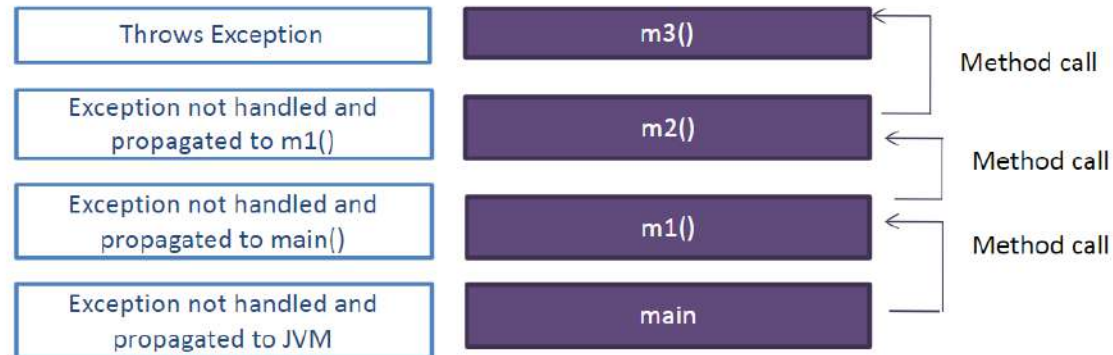 Throws Exception
m3()
Method call
Exception not handled and
propagated to m1()
m2()
Method call
Exception not handled and
propagated to main()
m1()
Method call
Exception not handled and
propagated to JVM
main